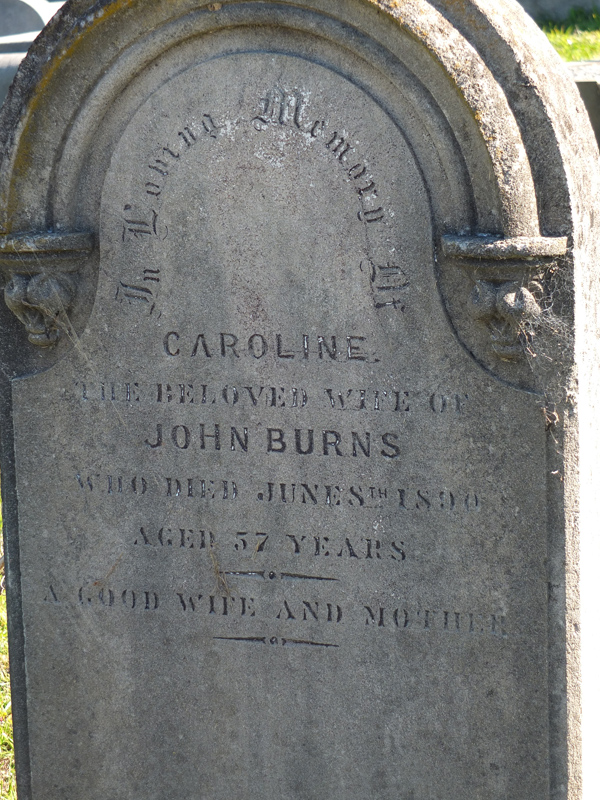 In Loving Memory Of
CAROLINE.
THE BELOVED WIFE OF
JOHN BURNS
WHO DIED JUNE 8TH 1890
AGED 57 YEARS
A GOOD WIFE AND MOTHER